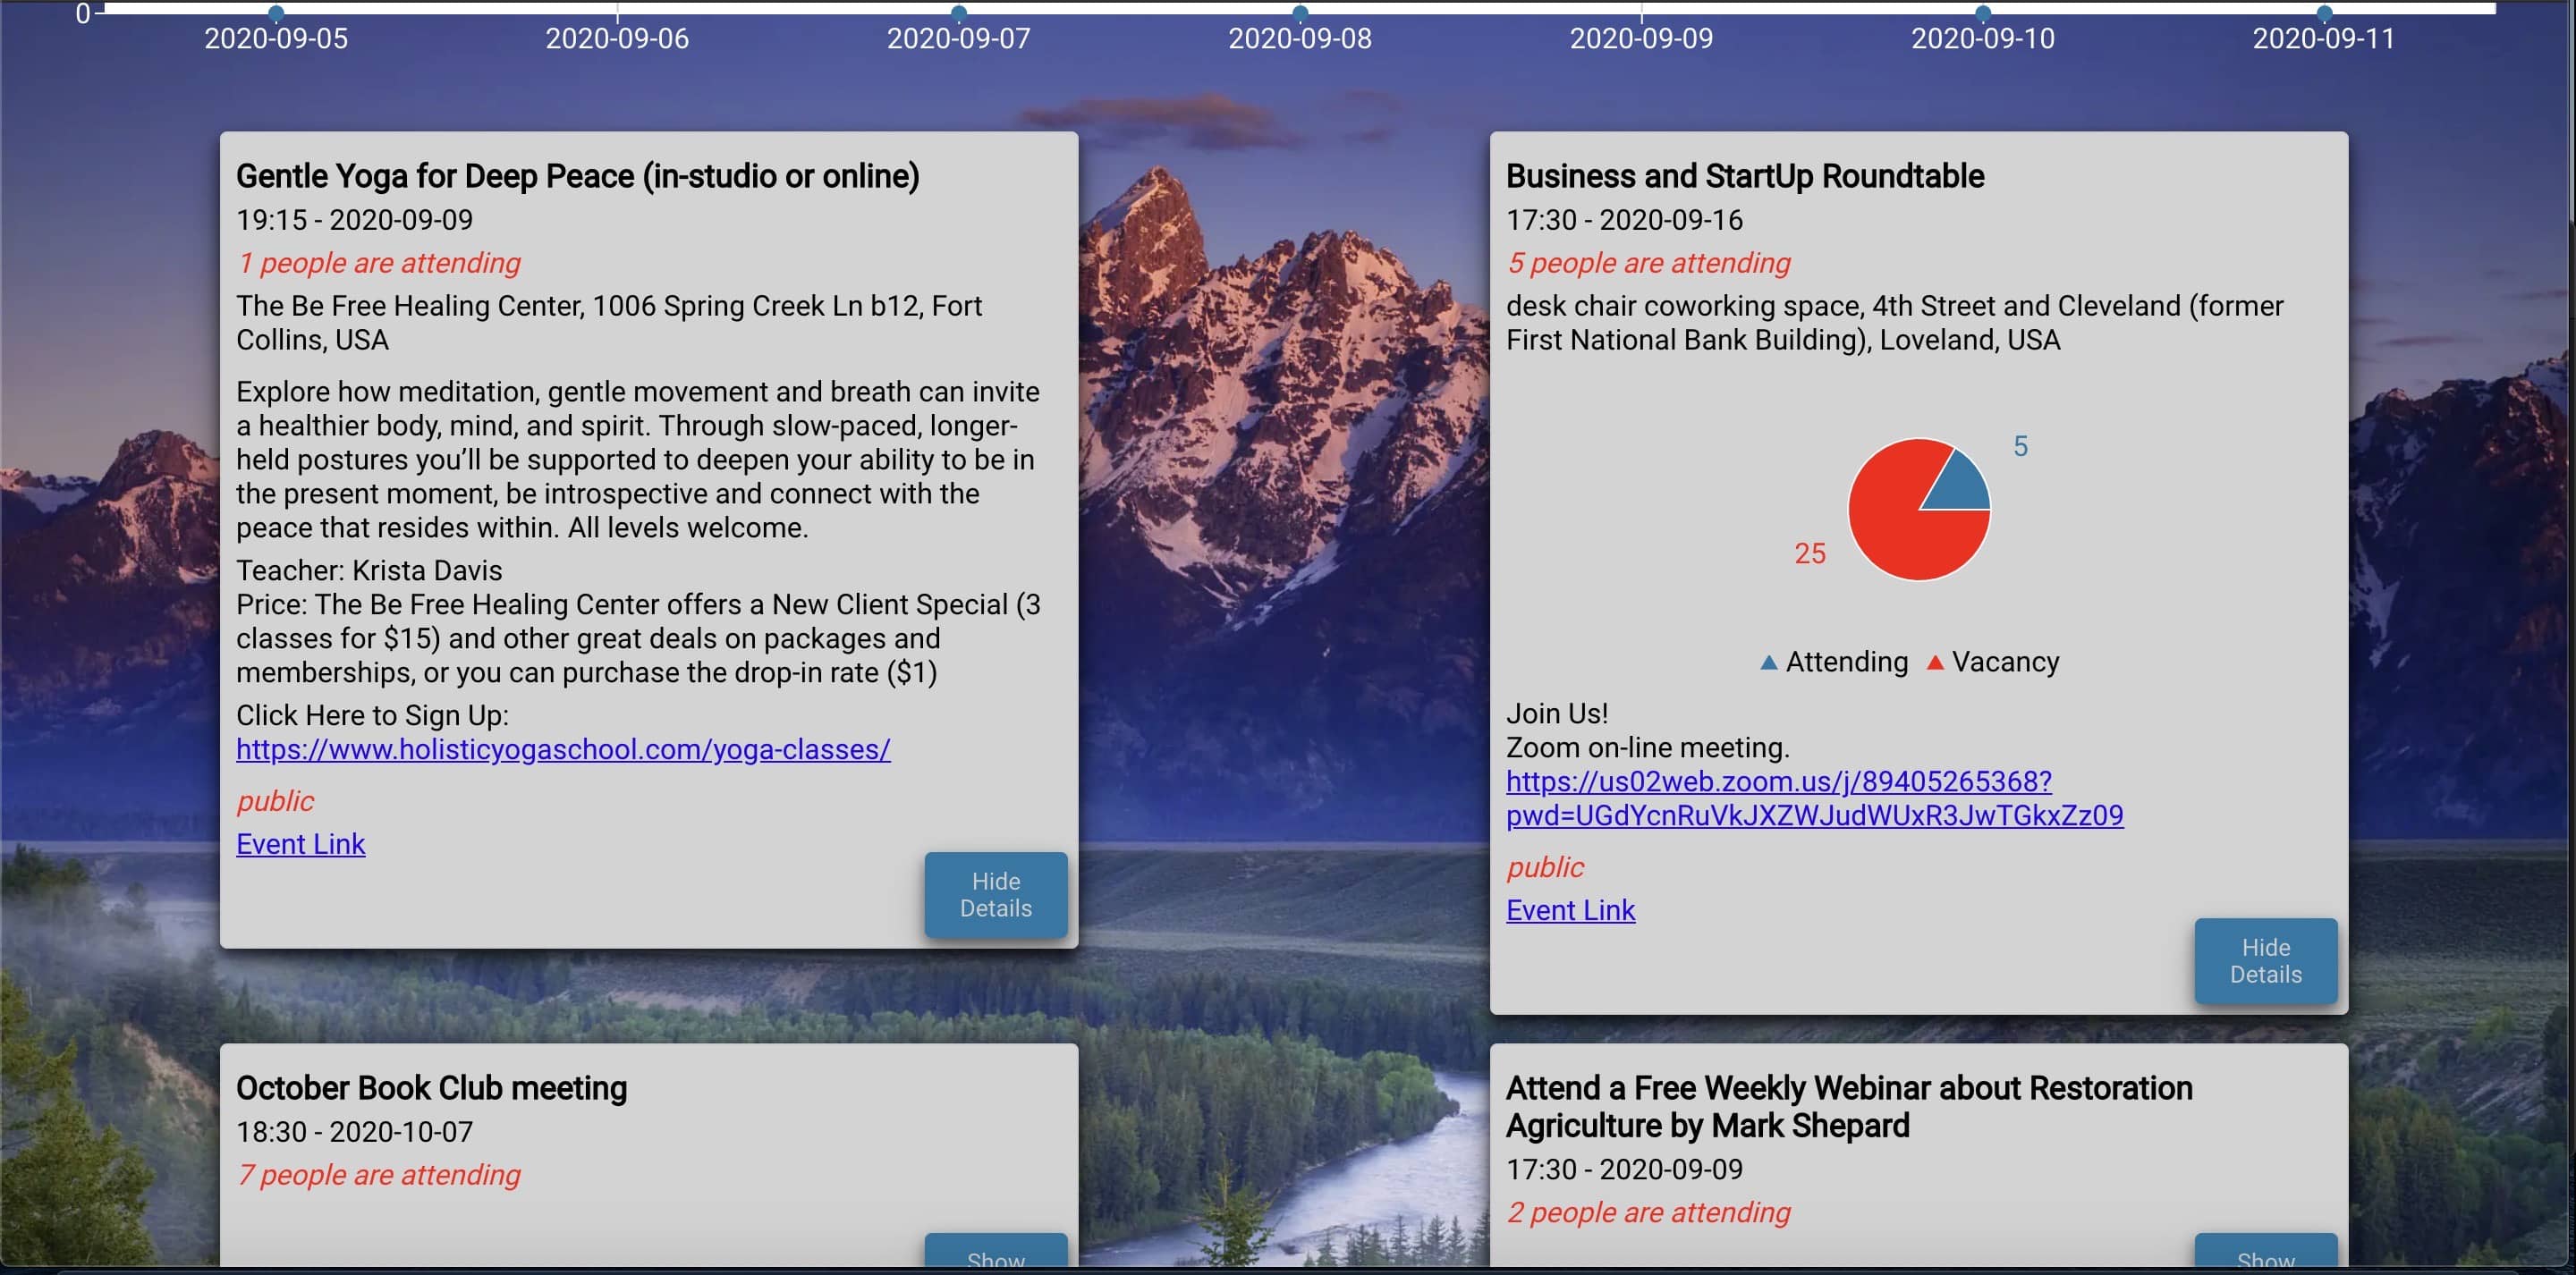 0
2020-09-05 2020-09-06 2020-09-07 2020-09-08 2020-09-09 2020-09-10 2020-09-11
Gentle Yoga for Deep Peace (in-studio or online)
19:15 - 2020-09-09
1 people are attending
The Be Free Healing Center, 1006 Spring Creek Ln b12, Fort
Collins, USA
Explore how meditation, gentle movement and breath can invite
a healthier body, mind, and spirit. Through slow-paced, longer-
held postures you’ll be supported to deepen your ability to be in
the present moment, be introspective and connect with the
peace that resides within. All levels welcome.
Teacher: Krista Davis
Price: The Be Free Healing Center offers a New Client Special (3
classes for $15) and other great deals on packages and
memberships, or you can purchase the drop-in rate ($1)
Click Here to Sign Up:
https://www.holisticyogaschool.com/yoga-classes/
public
Event Link
Hide
Details
Business and StartUp Roundtable
17:30 - 2020-09-16
5 people are attending
desk chair coworking space, 4th Street and Cleveland (former
First National Bank Building), Loveland, USA
5
25
Attending Vacancy
Join Us!
Zoom on-line meeting.
https://us02web.zoom.us/j/89405265368?
pwd=UGdYcnRuVkJXZWJudWUxR3JwTGkxZz09
public
Event Link
Hide
Details
October Book Club meeting
18:30 - 2020-10-07
7 people are attending
Show
Attend a Free Weekly Webinar about Restoration
Agriculture by Mark Shepard
17:30 - 2020-09-09
2 people are attending
Show